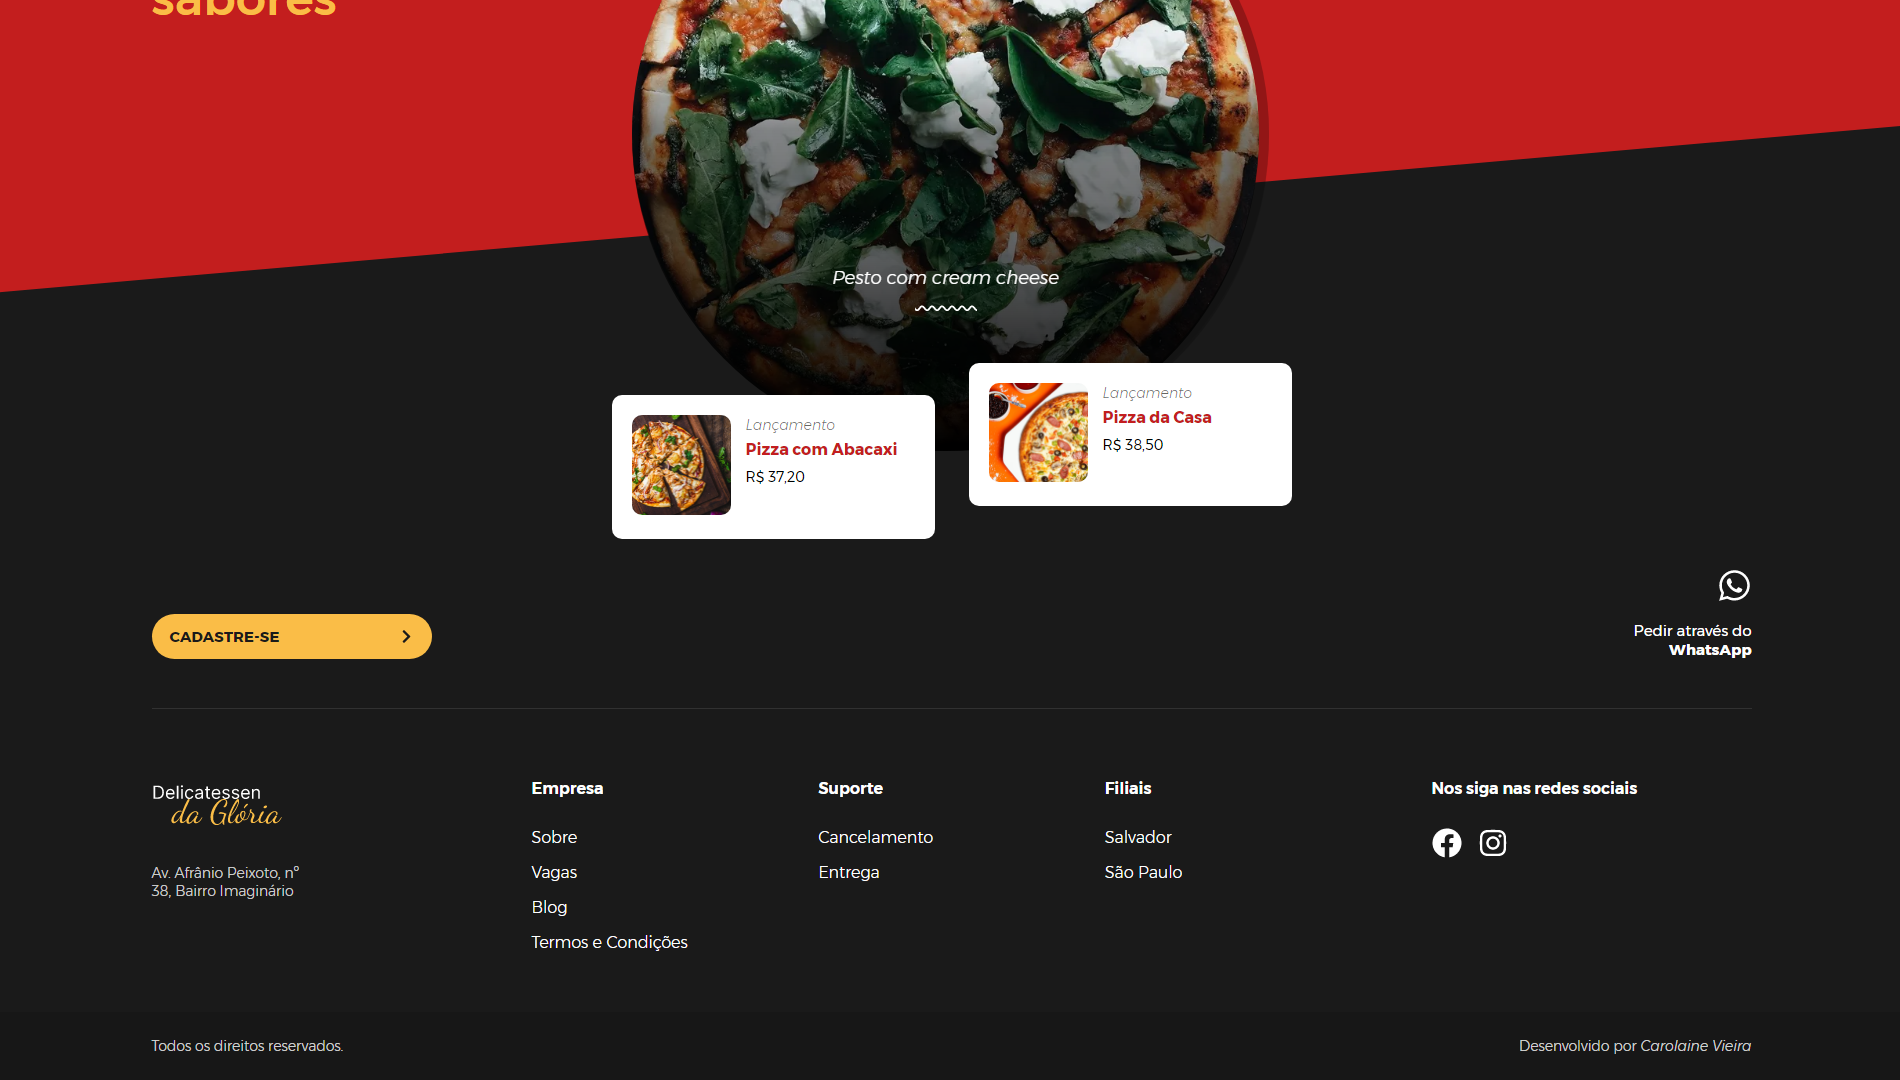 sabores
Pesto com cream cheese
Lançamento
Pizza com Abacaxi
R$ 37,20
Lançamento
Pizza da Casa
R$ 38,50
CADASTRE-SE
Pedir através do
WhatsApp
Delicatessen
da Glória
Av. Afrânio Peixoto, nº
38, Bairro Imaginário
Empresa
Sobre
Vagas
Blog
Termos e Condições
Suporte
Cancelamento
Entrega
Filiais
Salvador
São Paulo
Nos siga nas redes sociais
Todos os direitos reservados.
Desenvolvido por Carolaine Vieira